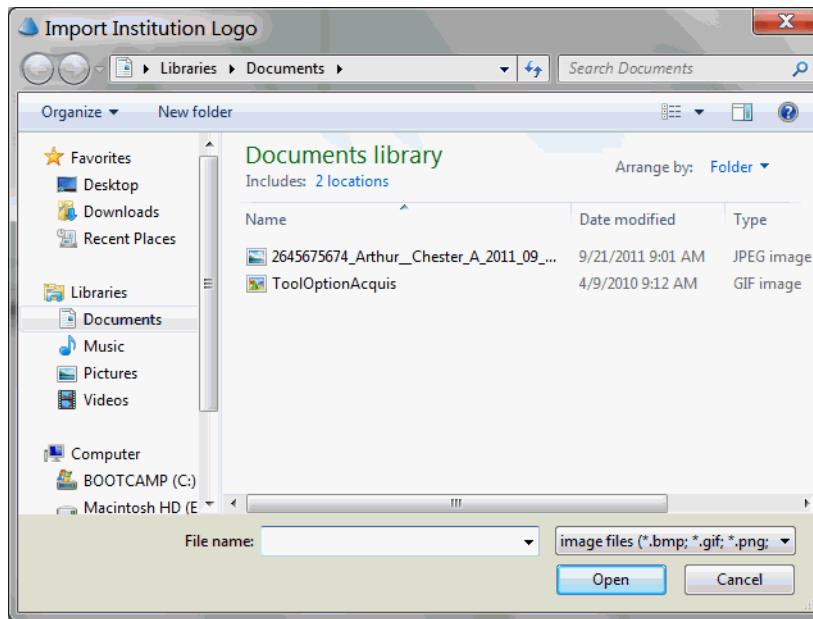 Import Institution Logo
Libraries Documents Search Documents
Organize New folder
Favorites
Desktop
Downloads
Recent Places
Libraries
Documents
Music
Pictures
Videos
Computer
BOOTCAMP (C:)
Macintosh HD (E
Documents library
Includes: 2 locations
Arrange by: Folder
Name Date modified Type
2645675674_Arthur__Chester_A_2011_09_... 9/21/2011 9:01 AM JPEG image
ToolOptionAcquis 4/9/2010 9:12 AM GIF image
File name: image files (*.bmp; *.gif; *.png;
Open Cancel